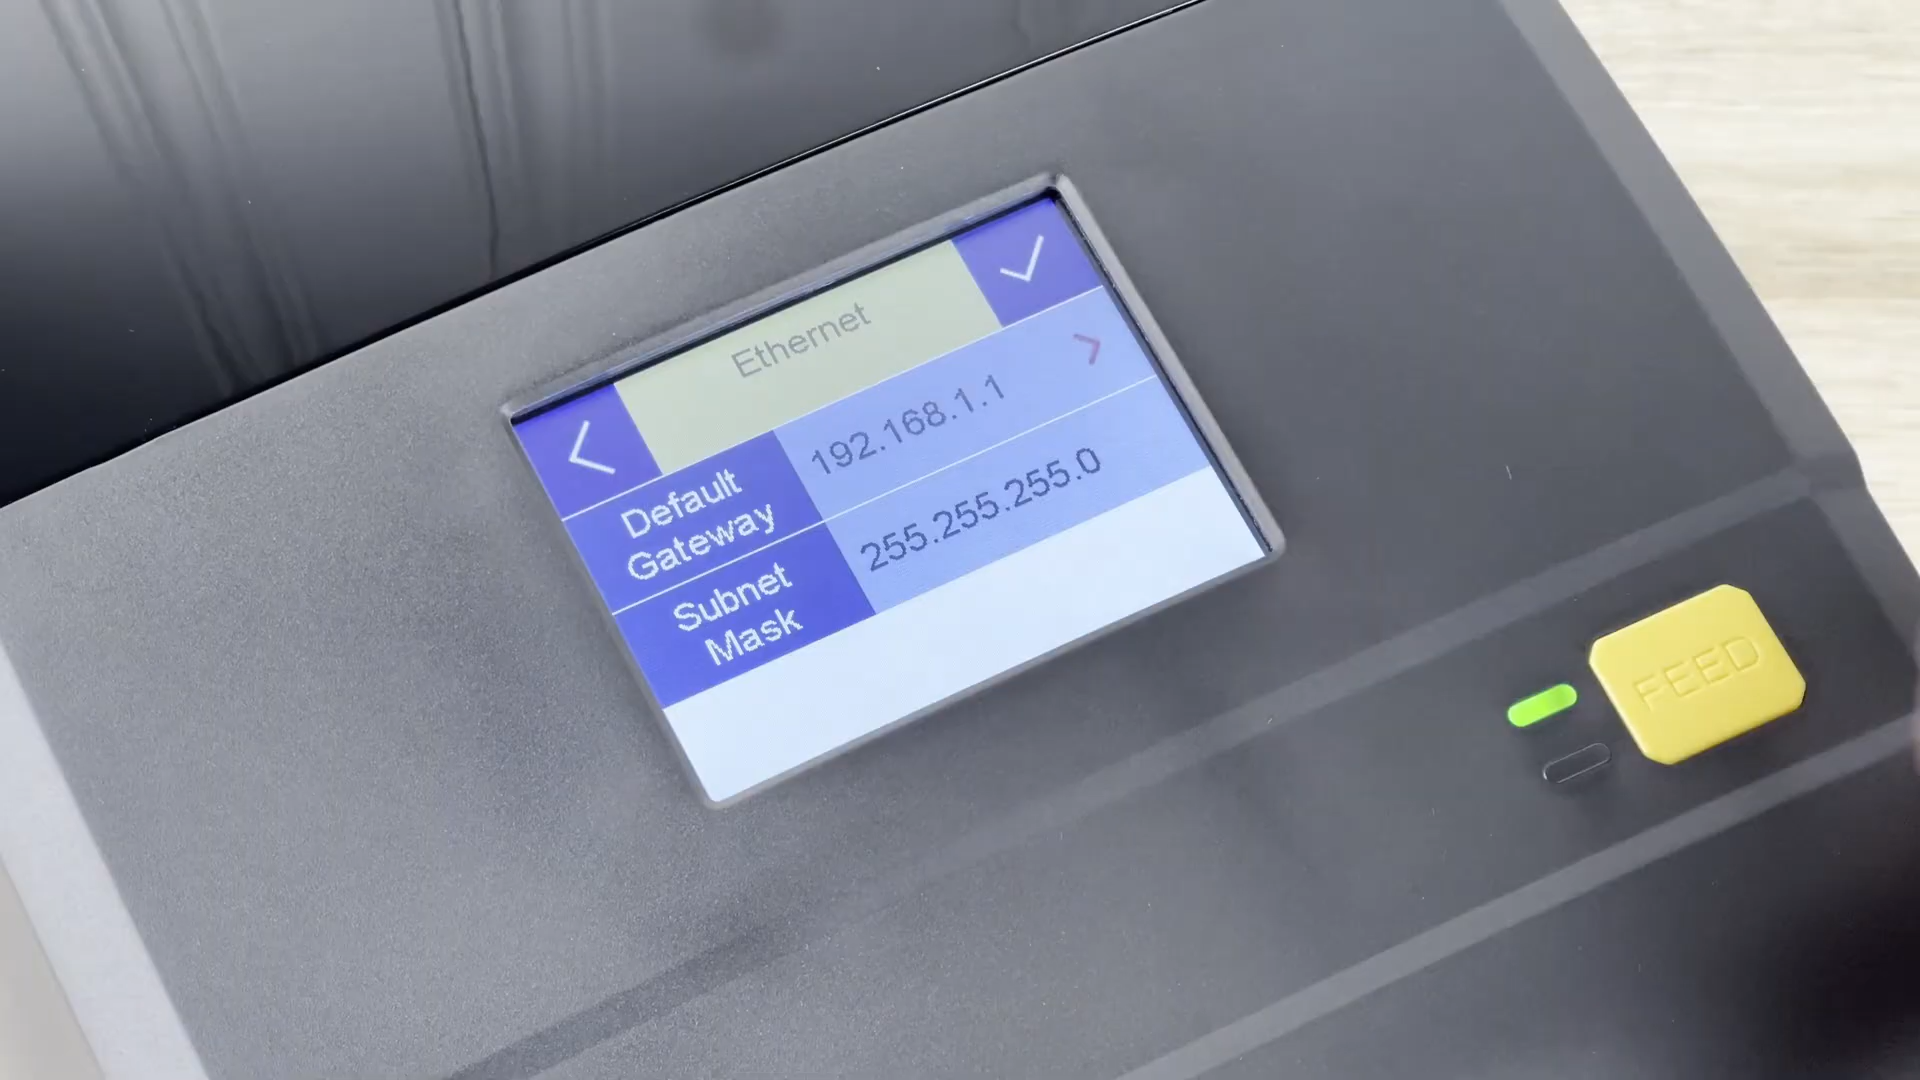 Ethernet
Default
Gateway
192.168.1.1
Subnet
Mask
255.255.255.0
FEED